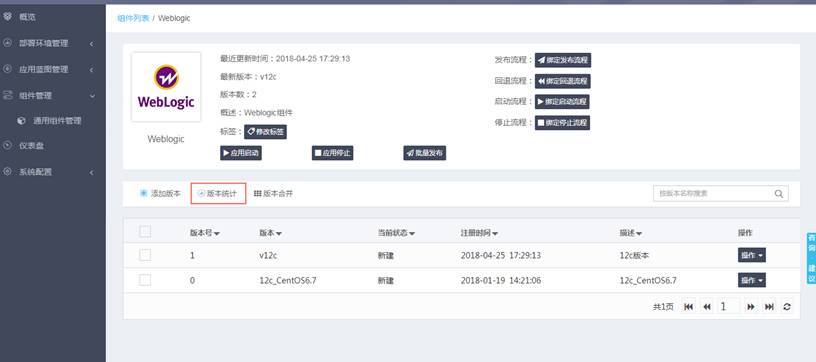 概览
部署环境管理
应用蓝图管理
组件管理
通用组件管理
仪表盘
系统配置
组件列表 / Weblogic
WebLogic
Weblogic
最近更新时间：2018-04-25 17:29:13
最新版本：v12c
版本数：2
概述：Weblogic组件
标签： 修改标签
应用启动 应用停止 批量发布
发布流程： 绑定发布流程
回退流程： 绑定回退流程
启动流程： 绑定启动流程
停止流程： 绑定停止流程
添加版本 版本统计 版本合并 按版本名称搜索
版本号 版本 当前状态 注册时间 描述 操作
1 v12c 新建 2018-04-25 17:29:13 12c版本 操作
0 12c_CentOS6.7 新建 2018-01-19 14:21:06 12c_CentOS6.7 操作
共1页 1